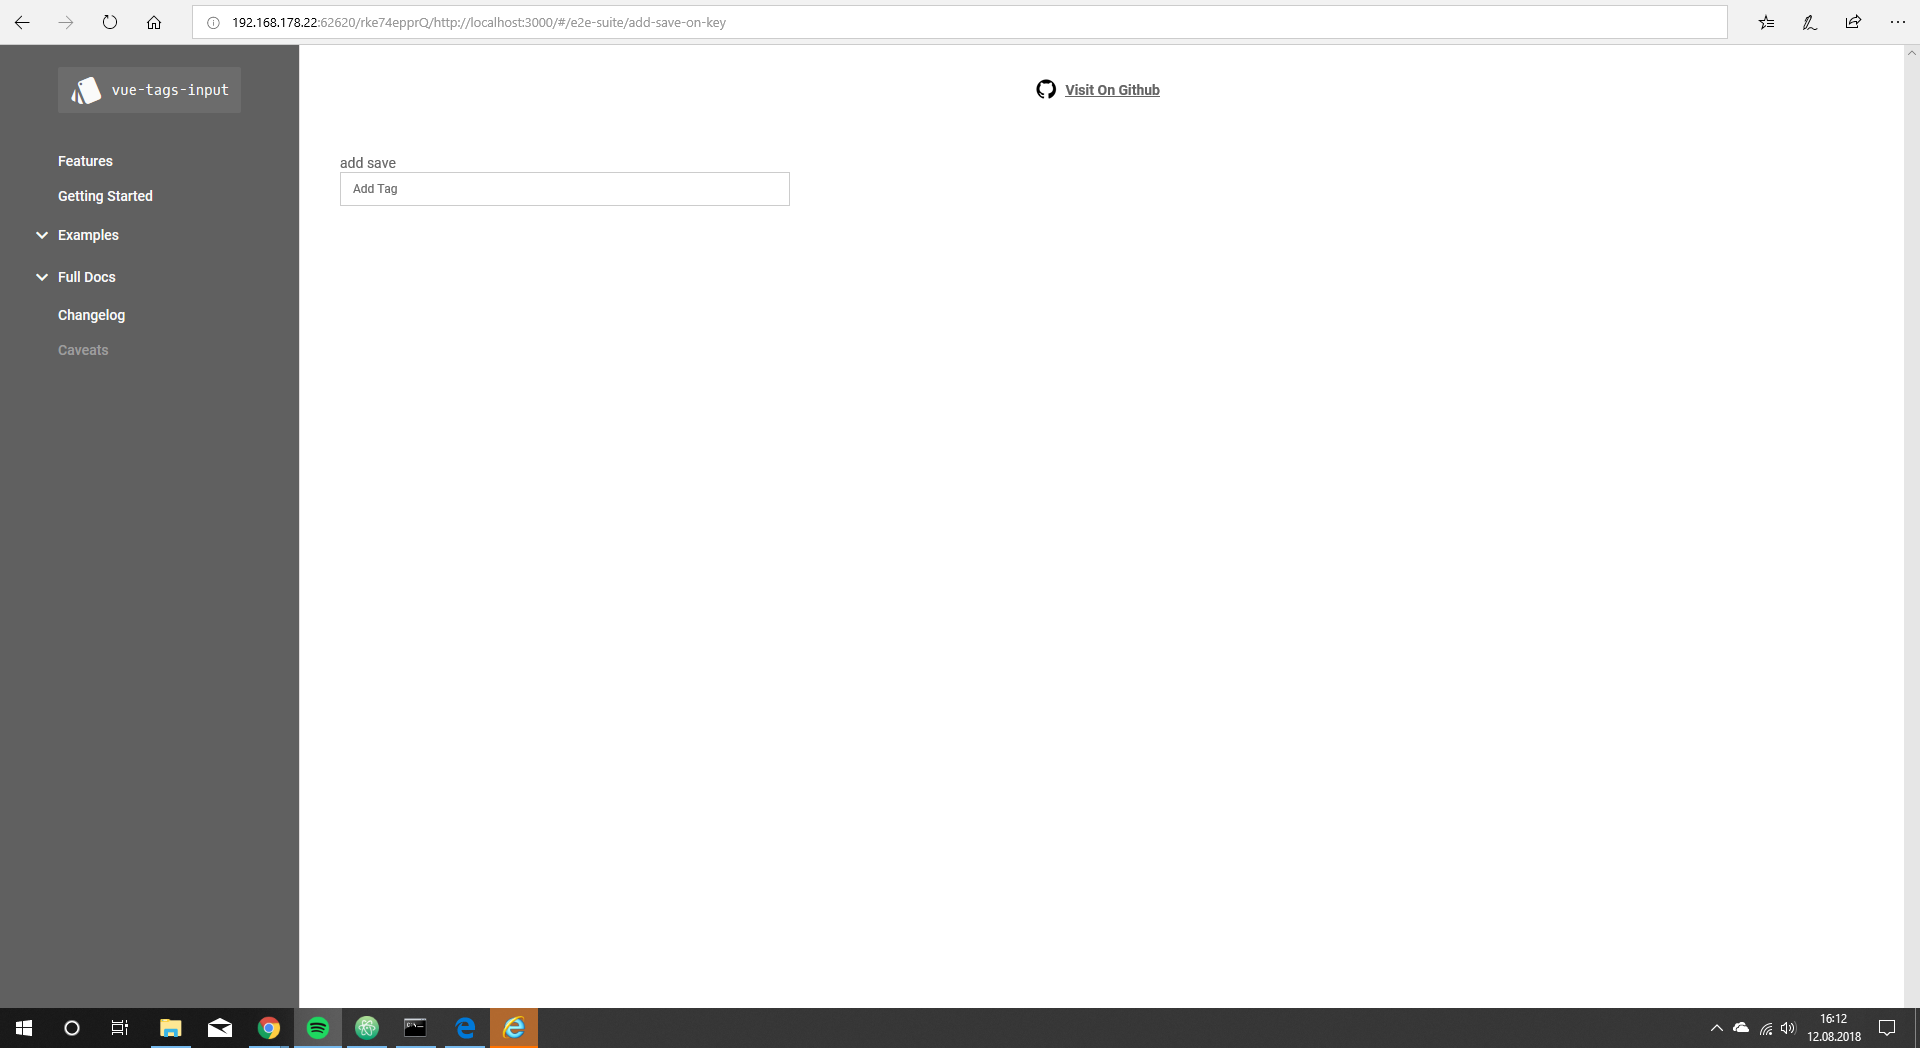 192.168.178.22:62620/rke74epprQ/http://localhost:3000/#/e2e-suite/add-save-on-key
vue-tags-input
Visit On Github
Features
Getting Started
Examples
Full Docs
Changelog
Caveats
add save
Add Tag
16:12
12.08.2018